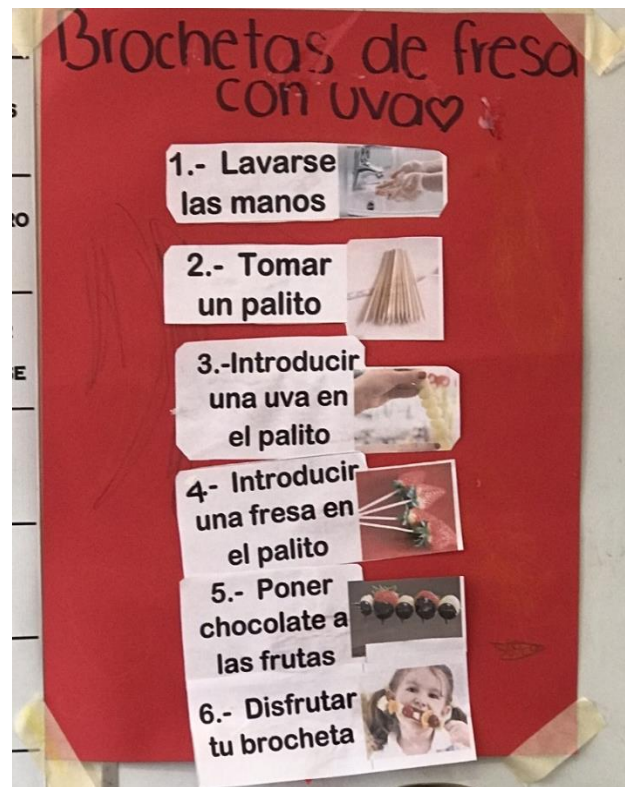 Brochetas de fresa
con uva♡
1.- Lavarse
las manos
2.- Tomar
un palito
3.-Introducir
una uva en
el palito
4- Introducir
una fresa en
el palito
5.- Poner
chocolate a
las frutas
6.- Disfrutar
tu brocheta